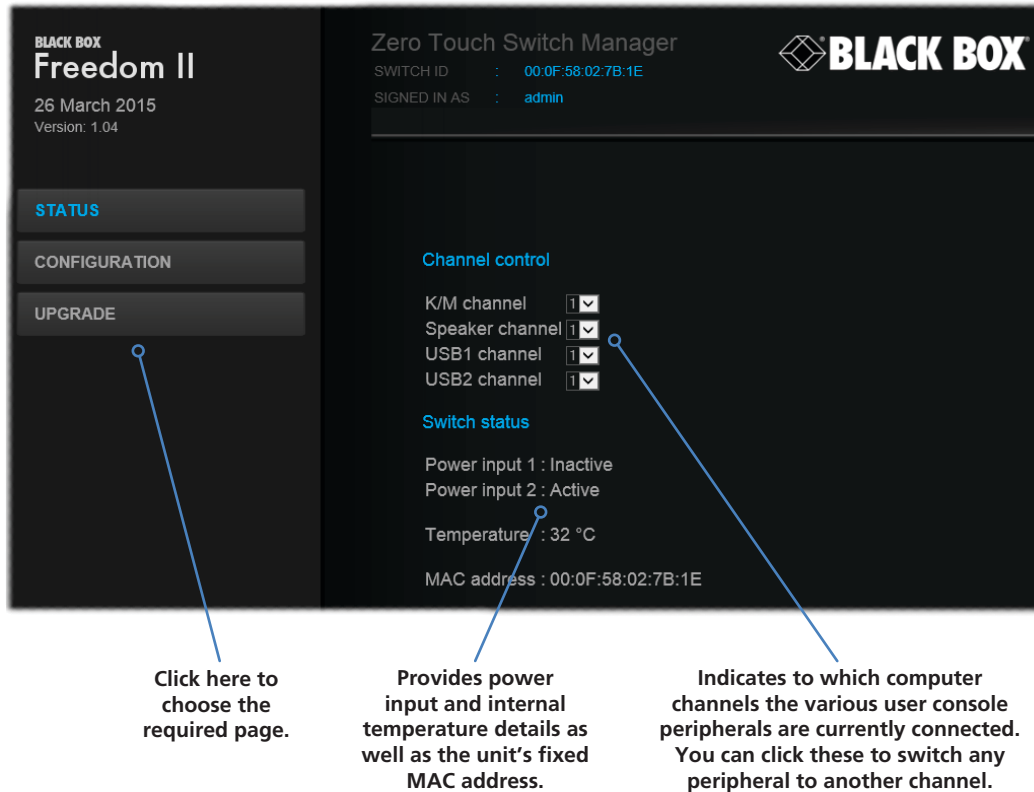 BLACK BOX
Freedom II
26 March 2015
Version: 1.04
STATUS
CONFIGURATION
UPGRADE
Zero Touch Switch Manager
SWITCH ID : 00:0F:58:02:7B:1E
SIGNED IN AS : admin
BLACK BOX
Channel control
K/M channel 1
Speaker channel 1
USB1 channel 1
USB2 channel 1
Switch status
Power input 1 : Inactive
Power input 2 : Active
Temperature : 32 °C
MAC address : 00:0F:58:02:7B:1E
Click here to
choose the
required page.
Provides power
input and internal
temperature details as
well as the unit’s fixed
MAC address.
Indicates to which computer
channels the various user console
peripherals are currently connected.
You can click these to switch any
peripheral to another channel.